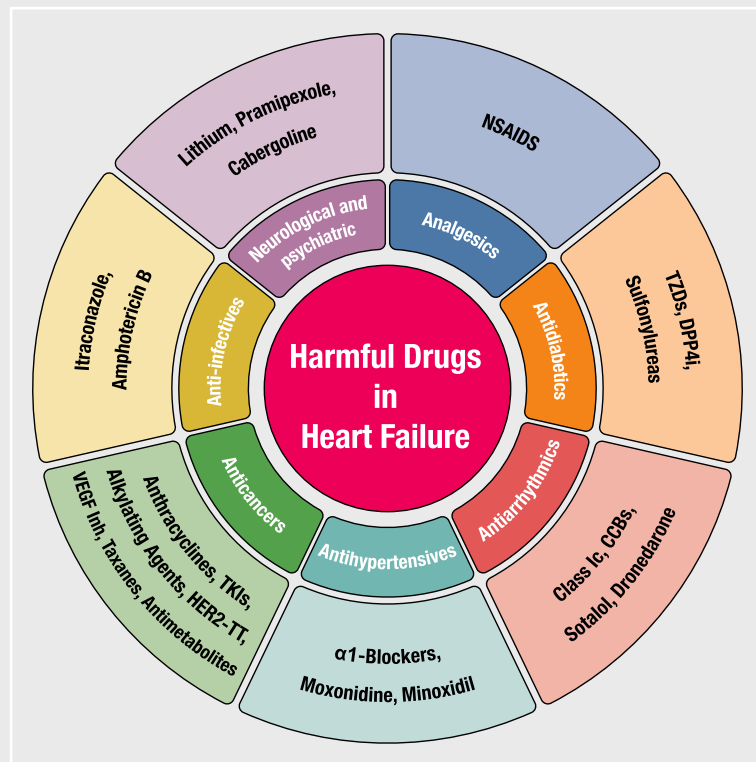 Harmful Drugs
in
Heart Failure
Analgesics
NSAIDS
Antidiabetics
TZDs, DPP4i,
Sulfonylureas
Antiarrhythmics
Class Ic, CCBs,
Sotalol, Dronedarone
Antihypertensives
α1-Blockers,
Moxonidine, Minoxidil
Anticancers
Anthracyclines, TKIs,
Alkylating Agents, HER2-TT,
VEGF Inh, Taxanes, Antimetabolites
Anti-infectives
Itraconazole,
Amphotericin B
Neurological and
psychiatric
Lithium, Pramipexole,
Cabergoline